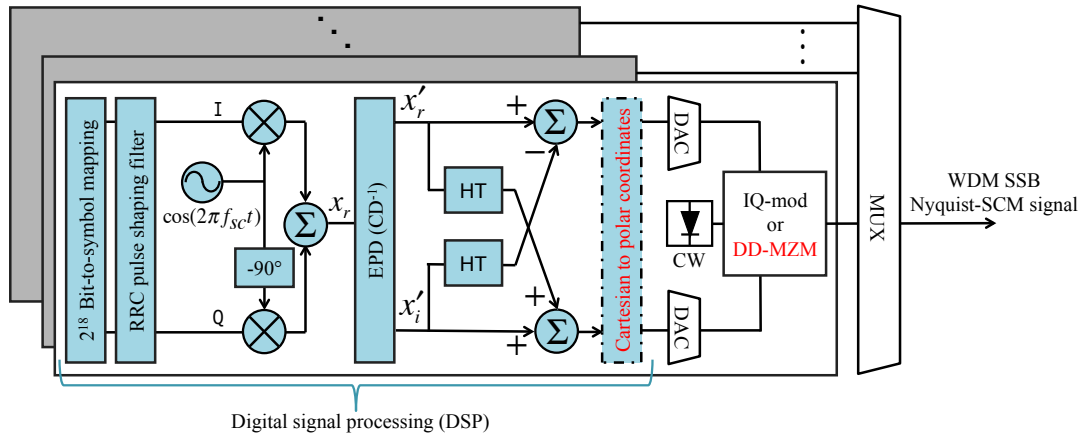 2^18 Bit-to-symbol mapping
RRC pulse shaping filter
I
Q
cos(2πf_SC t)
-90°
Σ
x_r
EPD (CD^-1)
x'_r
x'_i
HT
HT
+
−
Σ
+
+
Σ
Cartesian to polar coordinates
DAC
DAC
CW
IQ-mod
or
DD-MZM
MUX
WDM SSB
Nyquist-SCM signal
Digital signal processing (DSP)